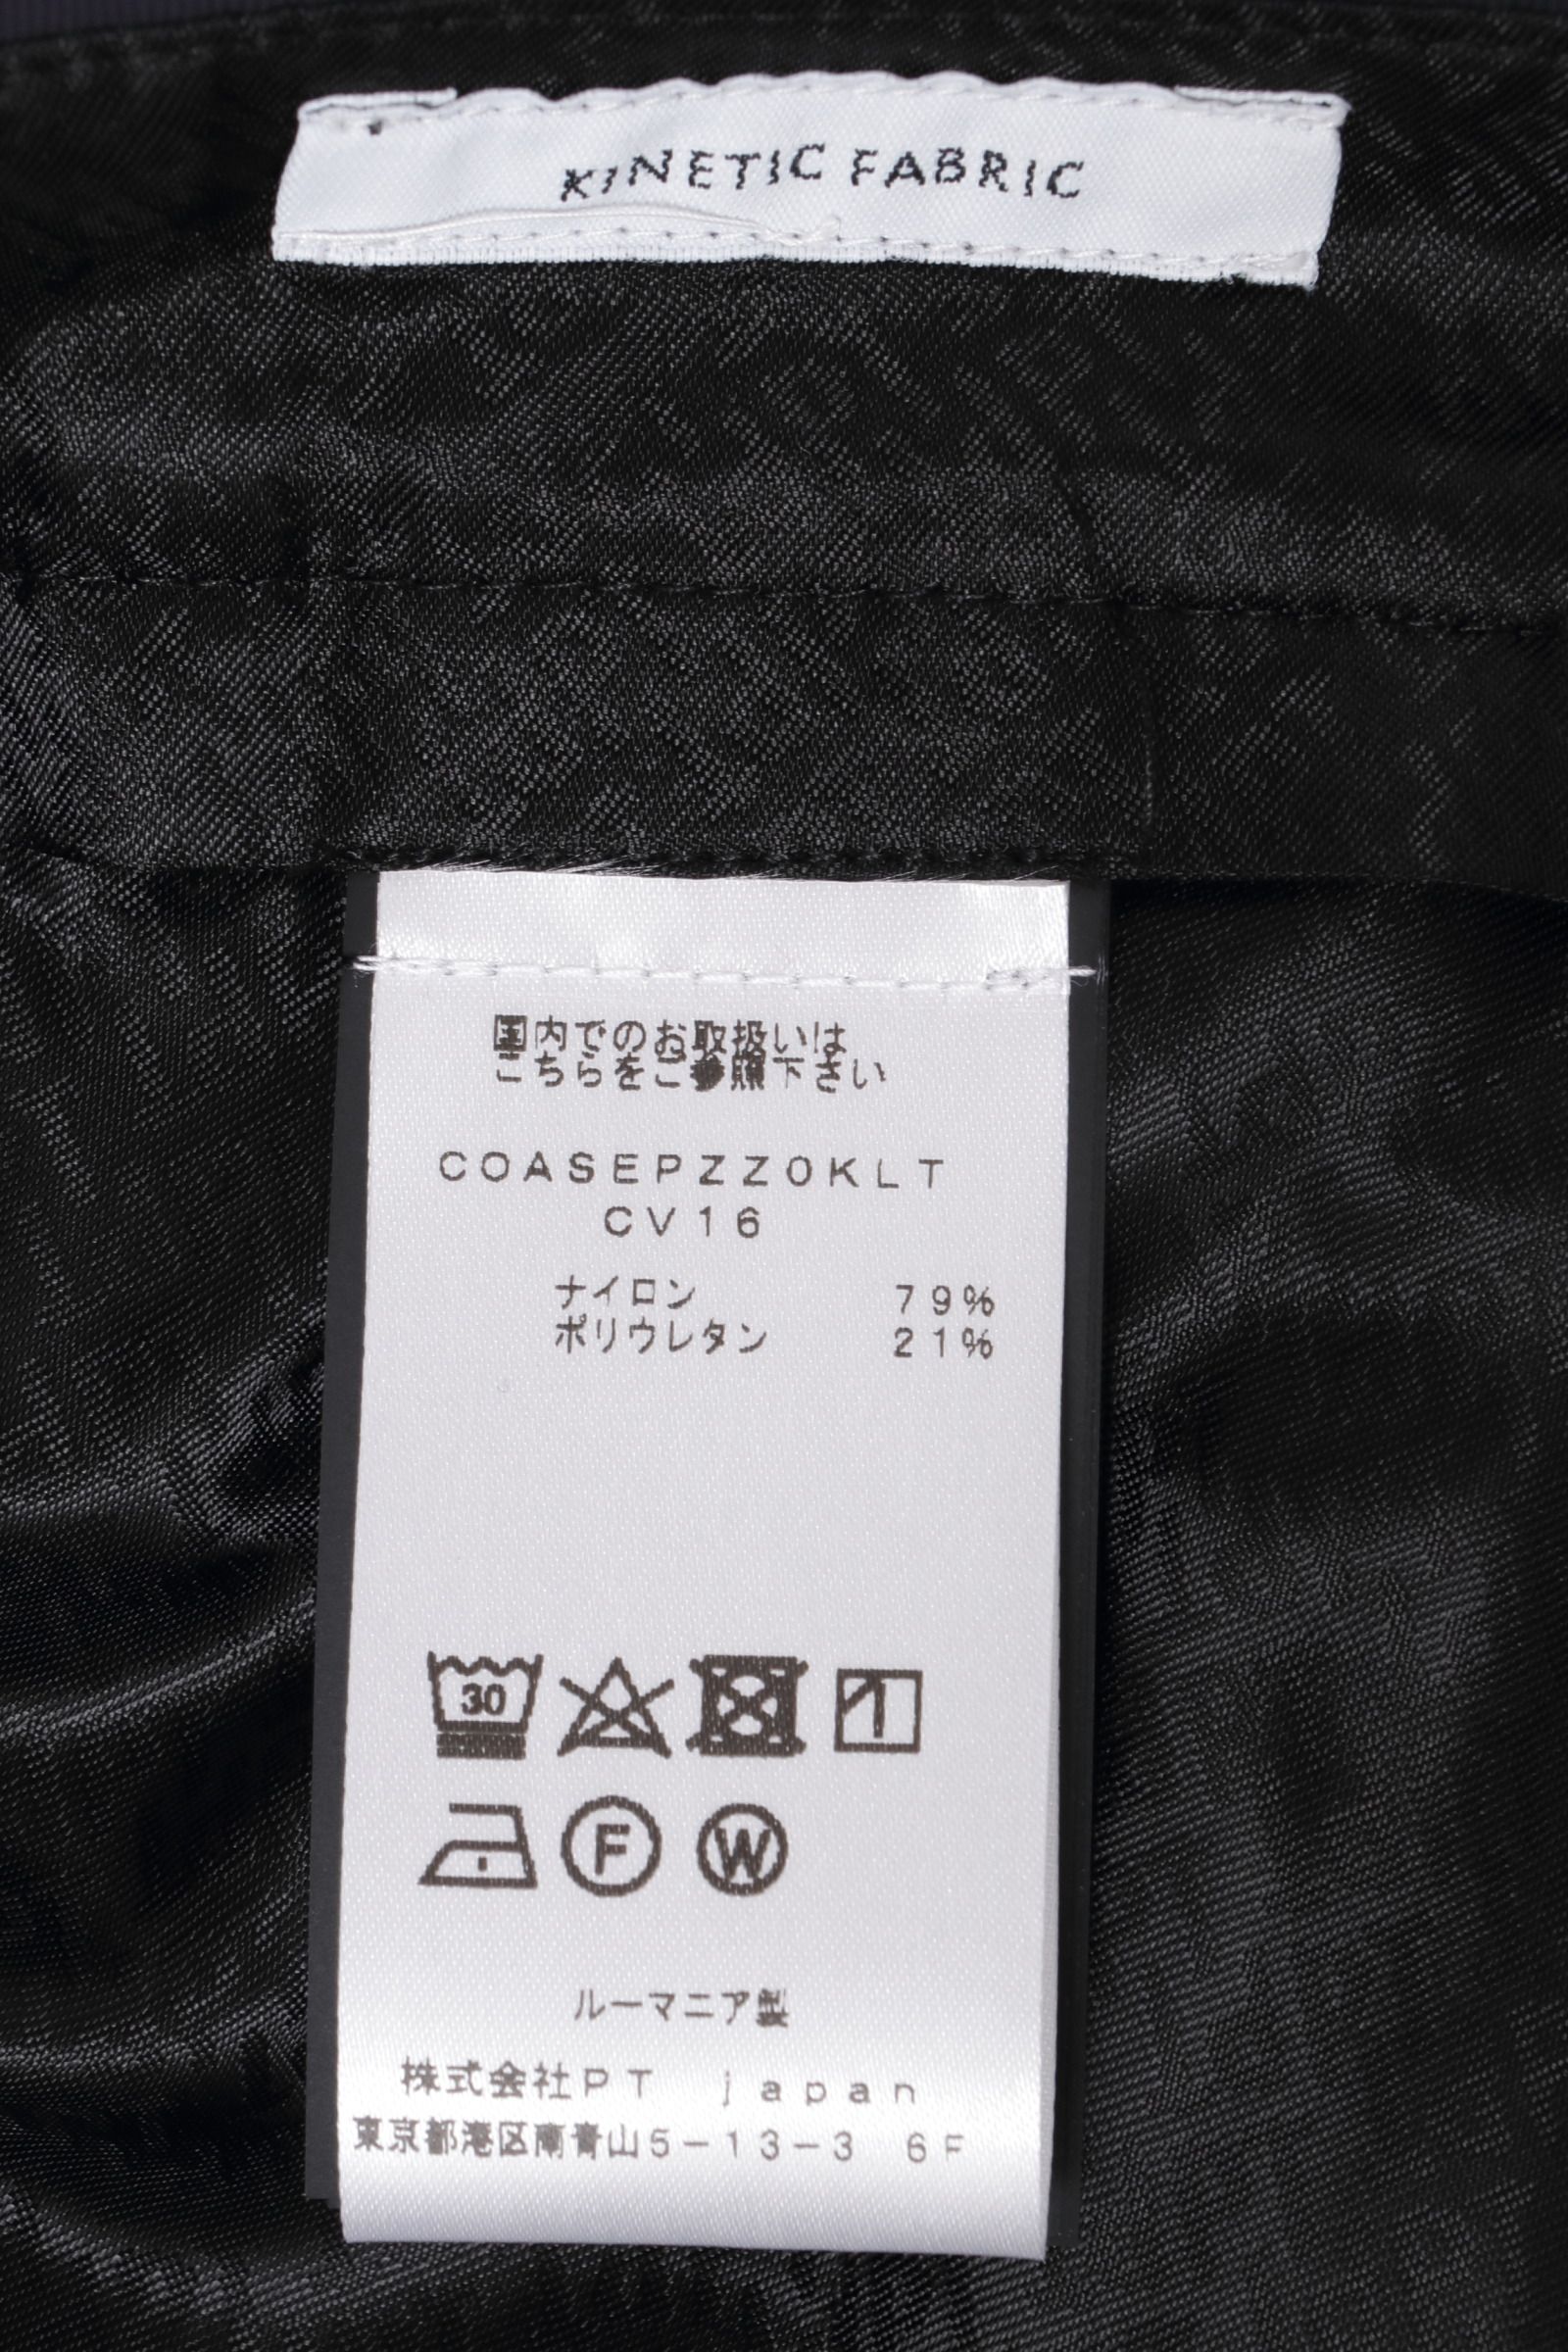 KINETIC FABRIC
国内でのお取扱いは
こちらをご参照下さい
COASEPZZ0KLT
CV16
ナイロン 79%
ポリウレタン 21%
30
F W
ルーマニア製
株式会社PT japan
東京都港区南青山5-13-3 6F